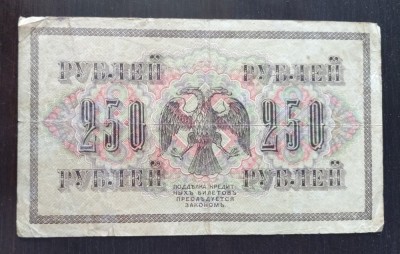 РУБЛЕЙ РУБЛЕЙ
250 250
РУБЛЕЙ РУБЛЕЙ
ПОДДѢЛКА КРЕДИТ-
НЫХЪ БИЛЕТОВЪ
ПРЕСЛѢДУЕТСЯ
ЗАКОНОМЪ.